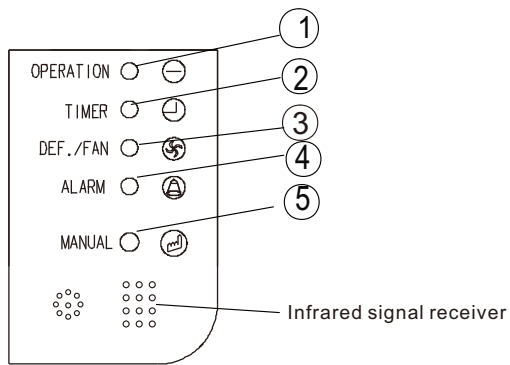 1
OPERATION
2
TIMER
3
DEF./FAN
4
ALARM
5
MANUAL
Infrared signal receiver